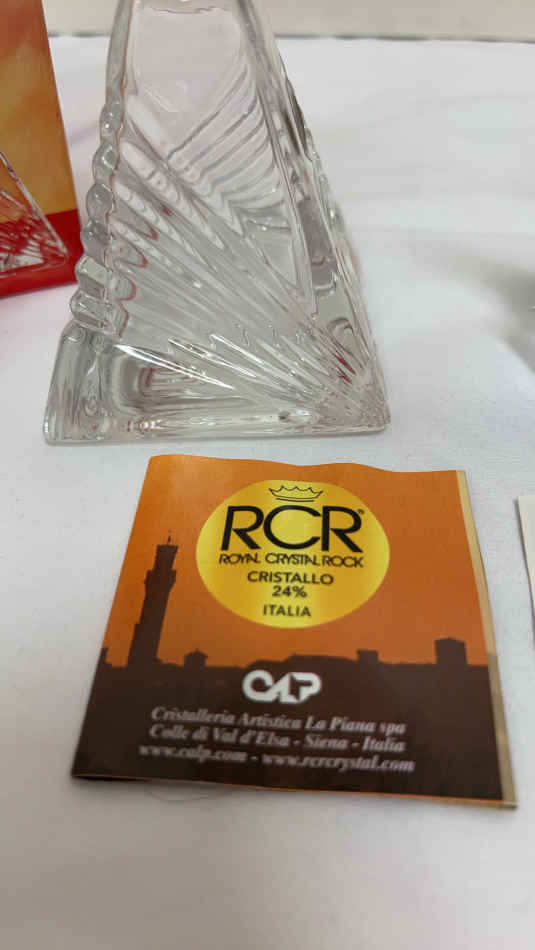 RCR®
ROYAL CRYSTAL ROCK
CRISTALLO
24%
ITALIA
CALP
Cristalleria Artistica La Piana spa
Colle di Val d'Elsa - Siena - Italia
www.calp.com - www.rcrcrystal.com